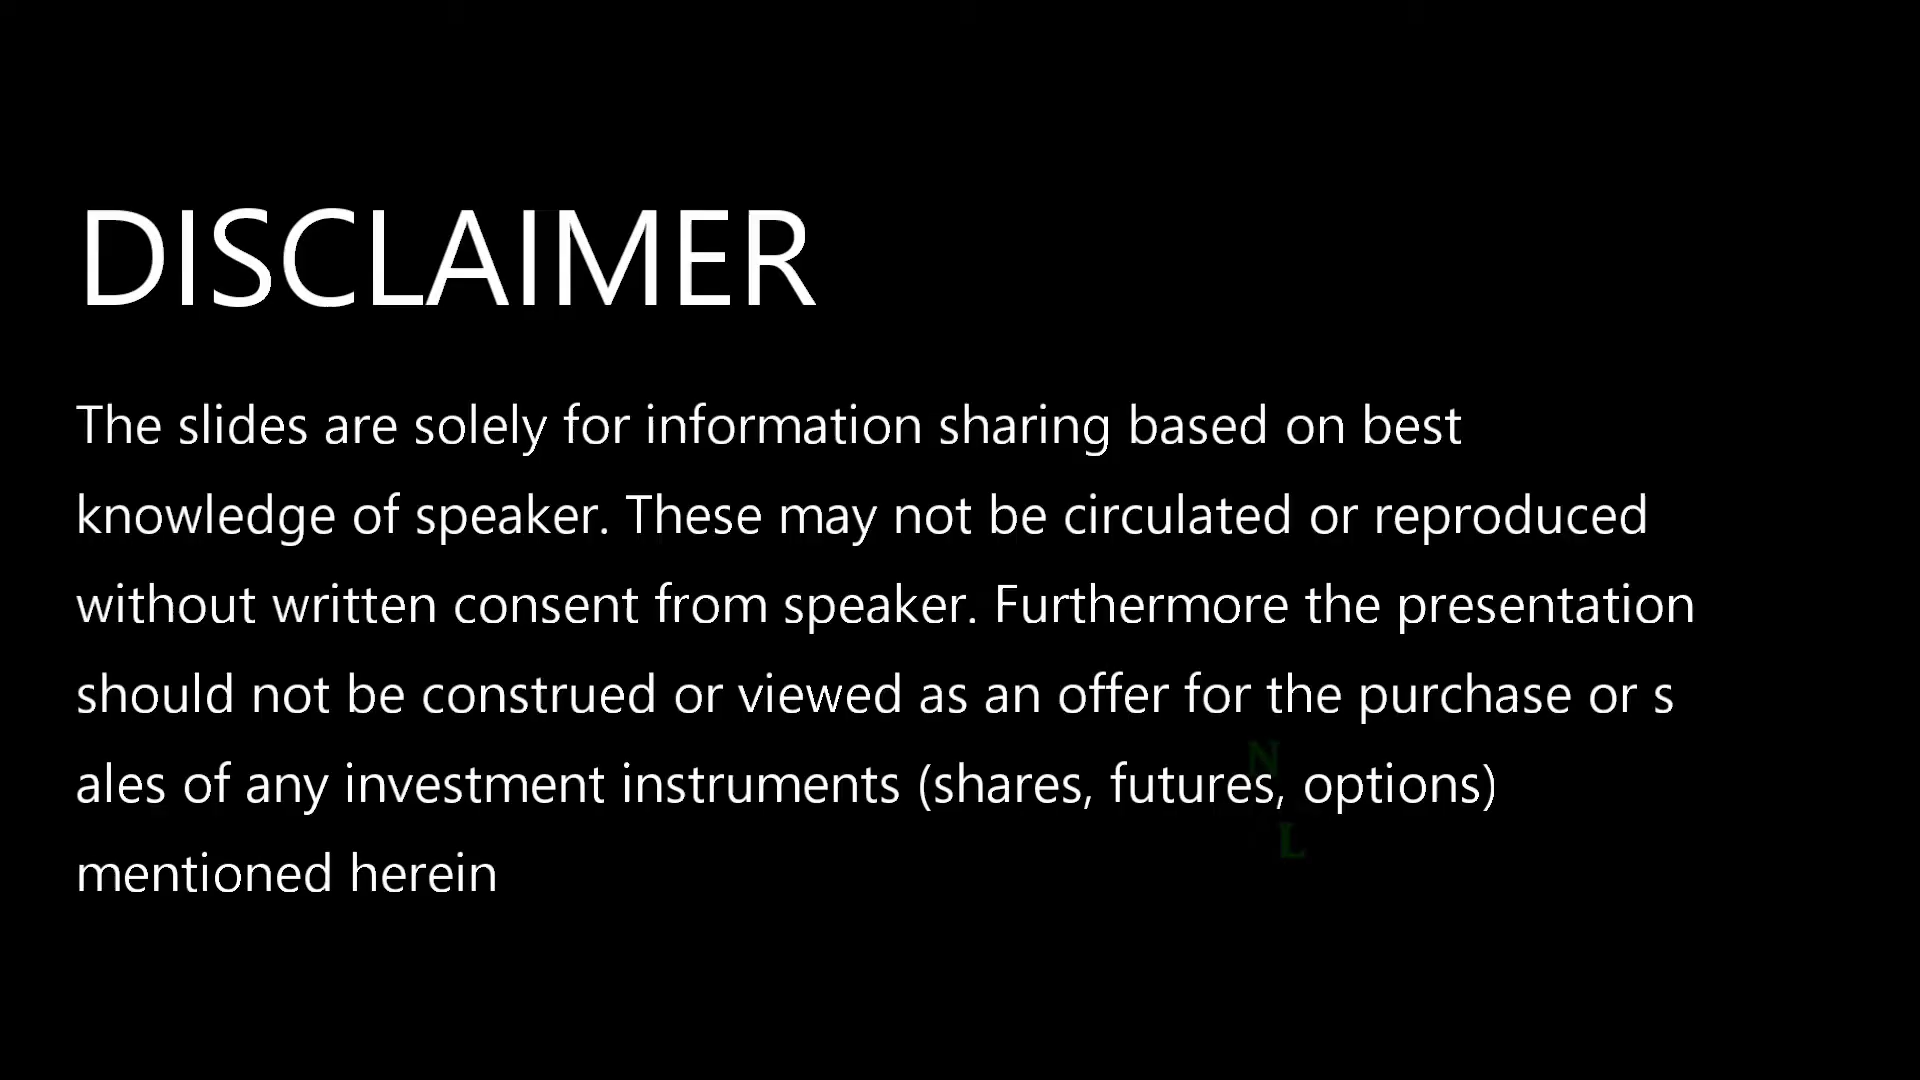 DISCLAIMER
The slides are solely for information sharing based on best
knowledge of speaker. These may not be circulated or reproduced
without written consent from speaker. Furthermore the presentation
should not be construed or viewed as an offer for the purchase or s
ales of any investment instruments (shares, futures, options)
mentioned herein
N
L